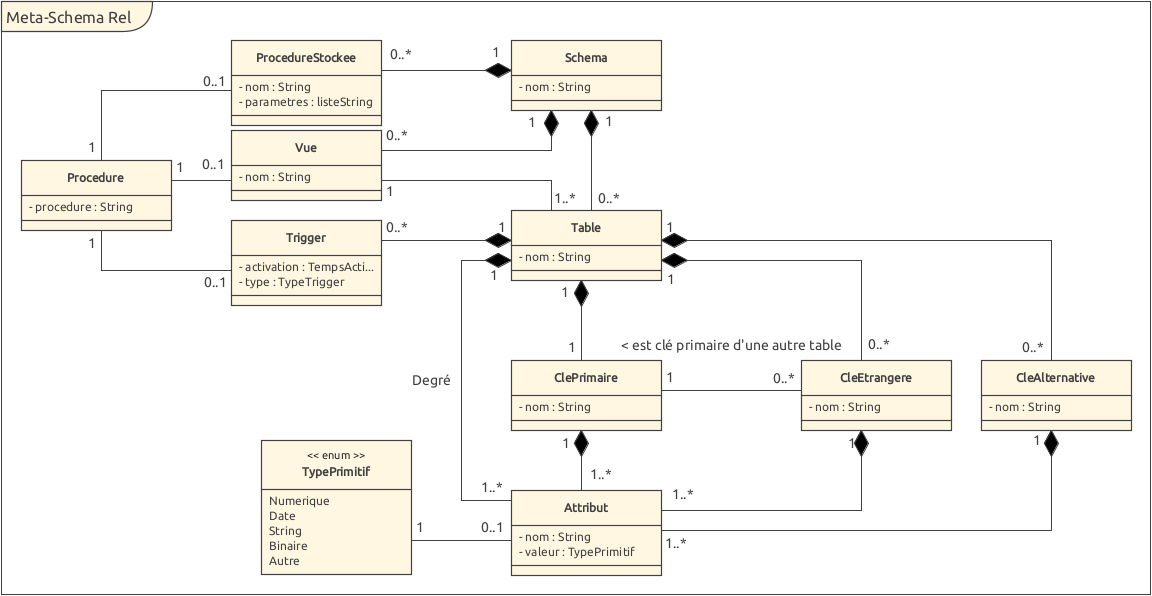 Meta-Schema Rel
ProcedureStockee
- nom : String
- parametres : listeString
0..*
1
Schema
- nom : String
0..1
1
1
1
0..*
Vue
- nom : String
1
0..1
1
1..*
0..*
Procedure
- procedure : String
1
0..1
Trigger
- activation : TempsActi...
- type : TypeTrigger
0..*
1
1
Table
- nom : String
1
1
1
1
0..*
0..*
< est clé primaire d'une autre table
Degré
ClePrimaire
- nom : String
1
0..*
CleEtrangere
- nom : String
CleAlternative
- nom : String
1
1
1
1..*
1..*
1..*
1..*
<< enum >>
TypePrimitif
Numerique
Date
String
Binaire
Autre
1
0..1
Attribut
- nom : String
- valeur : TypePrimitif